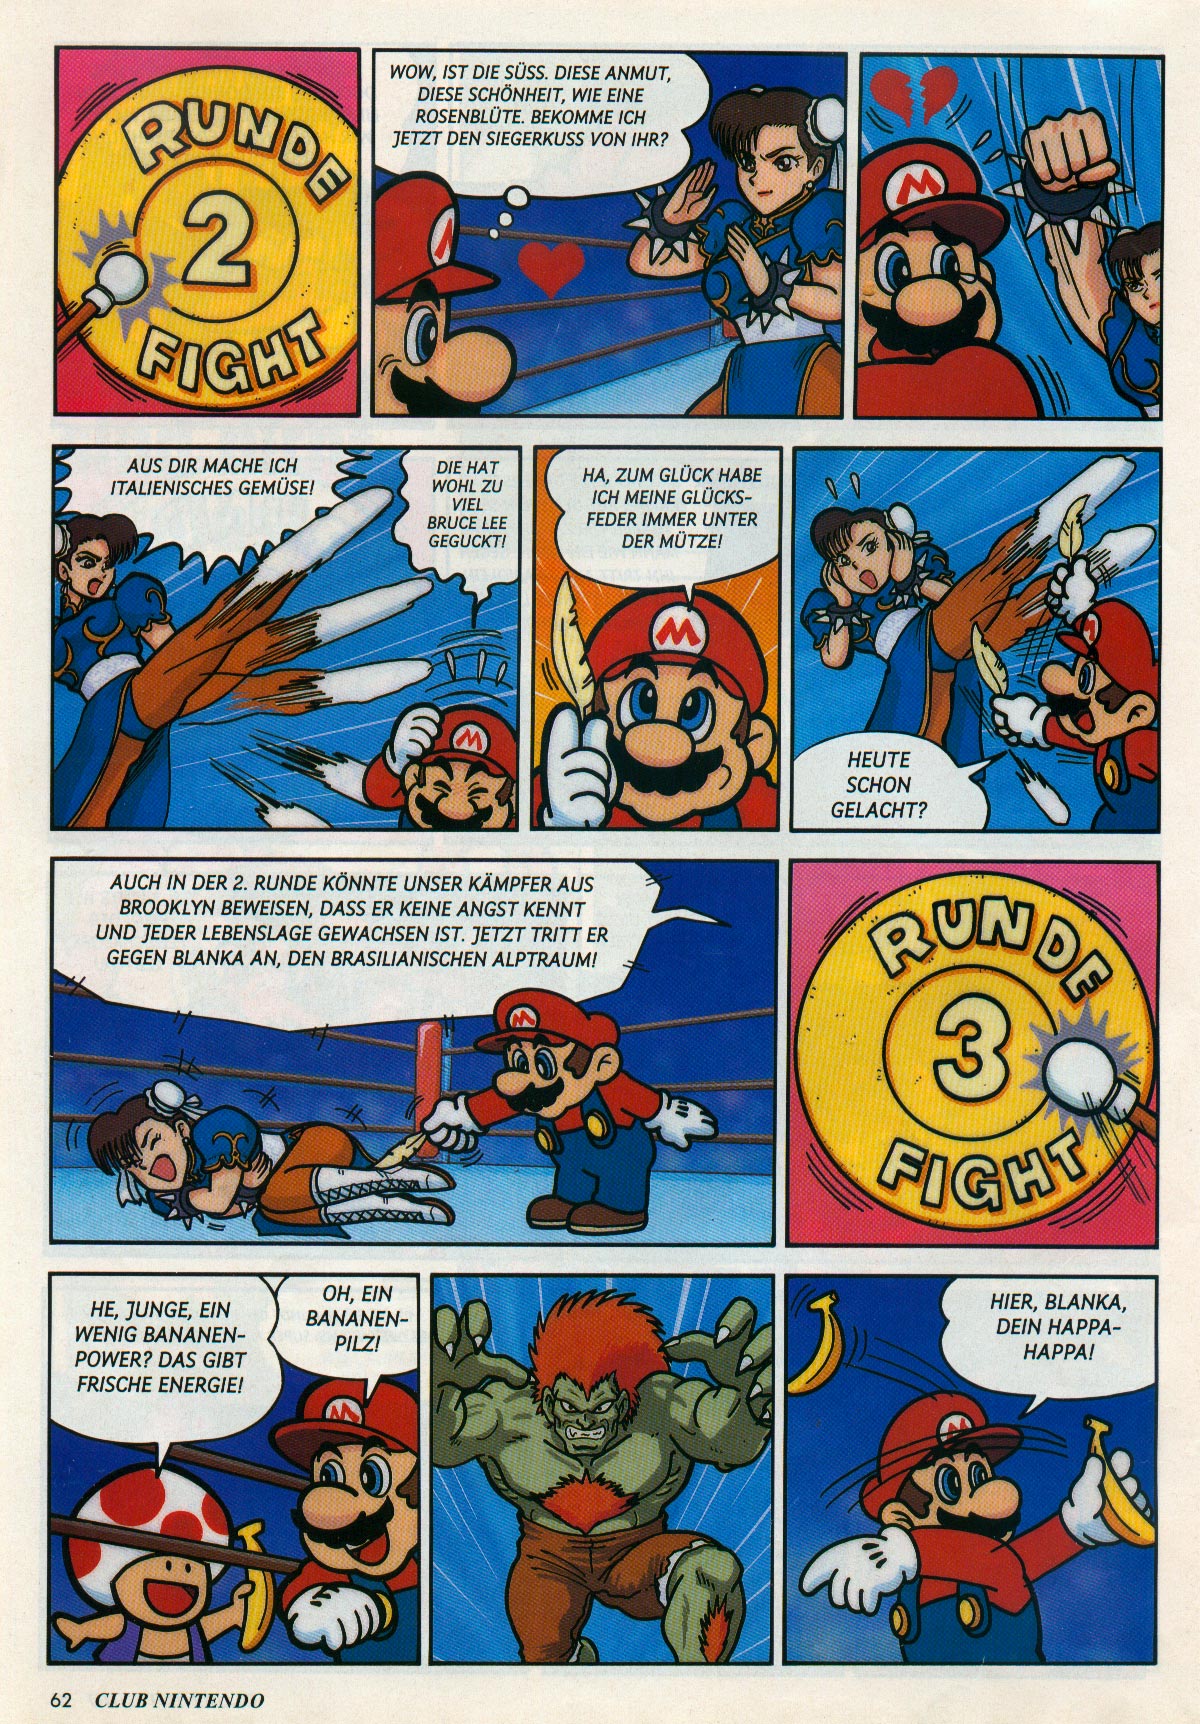 RUNDE
2
FIGHT
WOW, IST DIE SÜSS. DIESE ANMUT,
DIESE SCHÖNHEIT, WIE EINE
ROSENBLÜTE. BEKOMME ICH
JETZT DEN SIEGERKUSS VON IHR?
M
M
AUS DIR MACHE ICH
ITALIENISCHES GEMÜSE!
DIE HAT
WOHL ZU
VIEL
BRUCE LEE
GEGUCKT!
M
HA, ZUM GLÜCK HABE
ICH MEINE GLÜCKS-
FEDER IMMER UNTER
DER MÜTZE!
M
M
HEUTE
SCHON
GELACHT?
AUCH IN DER 2. RUNDE KÖNNTE UNSER KÄMPFER AUS
BROOKLYN BEWEISEN, DASS ER KEINE ANGST KENNT
UND JEDER LEBENSLAGE GEWACHSEN IST. JETZT TRITT ER
GEGEN BLANKA AN, DEN BRASILIANISCHEN ALPTRAUM!
M
RUNDE
3
FIGHT
HE, JUNGE, EIN
WENIG BANANEN-
POWER? DAS GIBT
FRISCHE ENERGIE!
OH, EIN
BANANEN-
PILZ!
M
HIER, BLANKA,
DEIN HAPPA-
HAPPA!
M
62 CLUB NINTENDO